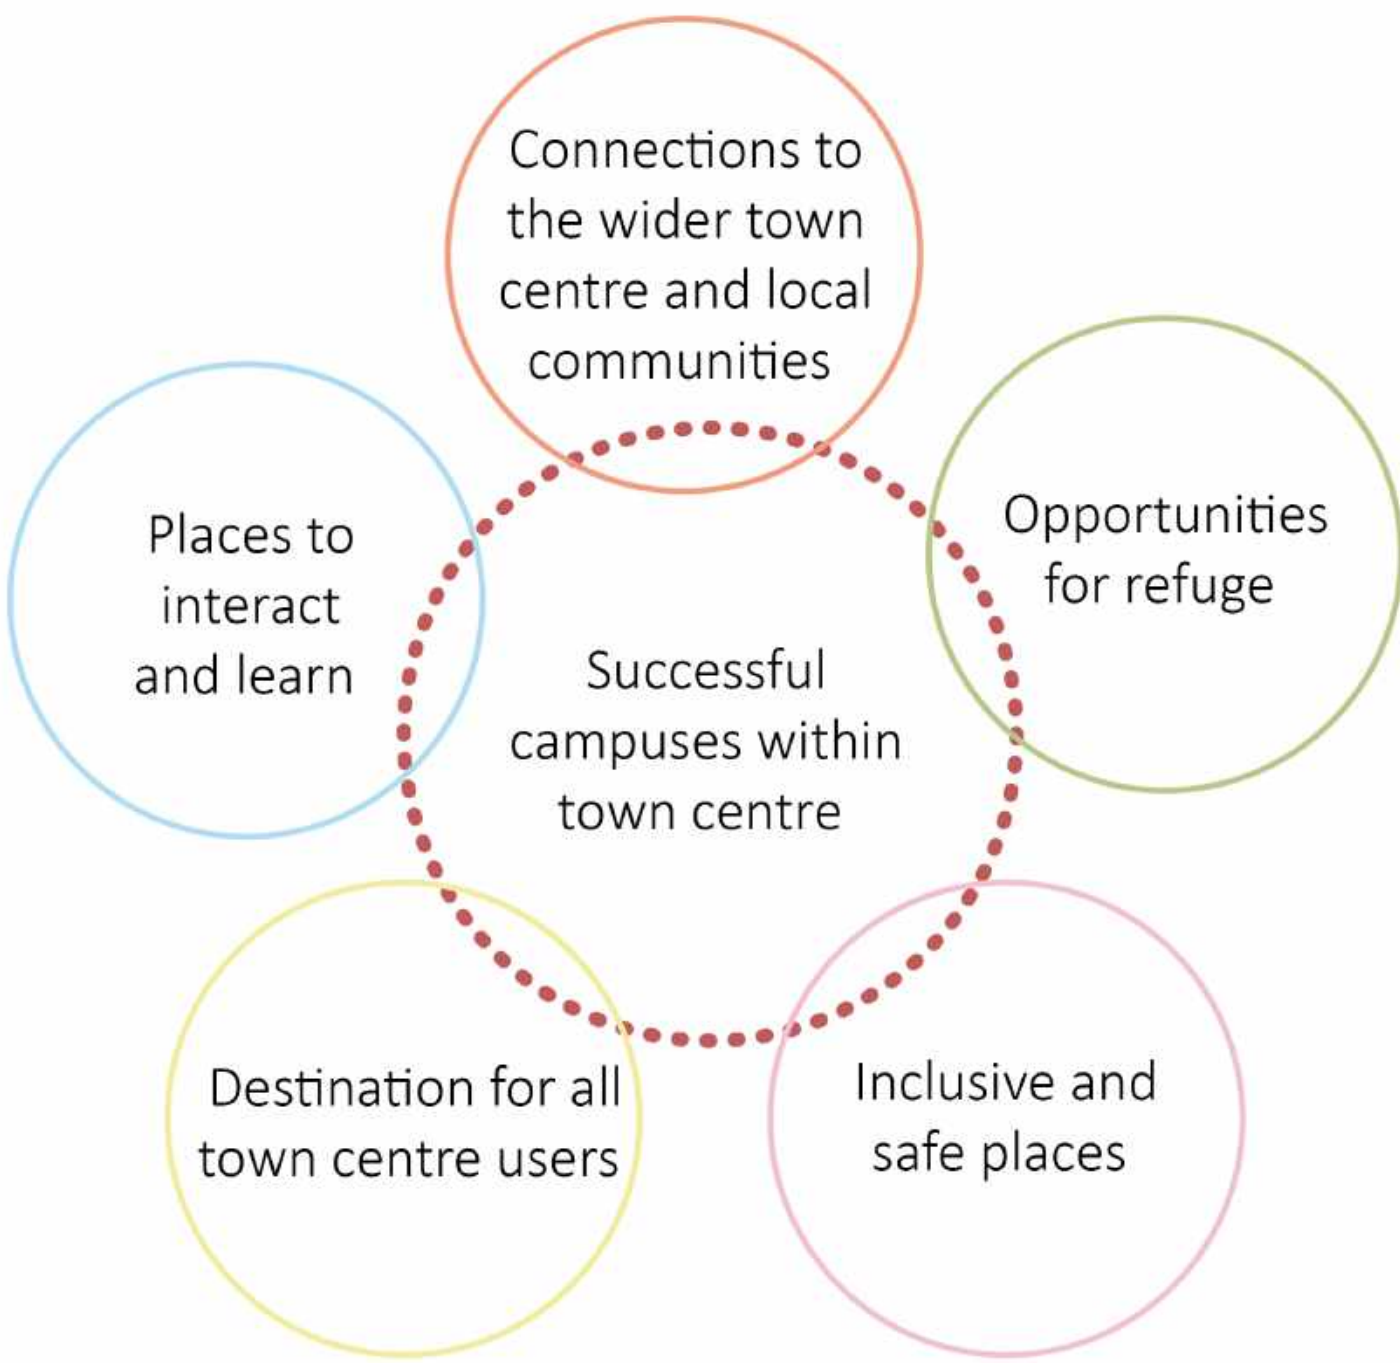 Connections to
the wider town
centre and local
communities
Opportunities
for refuge
Places to
interact
and learn
Successful
campuses within
town centre
Destination for all
town centre users
Inclusive and
safe places